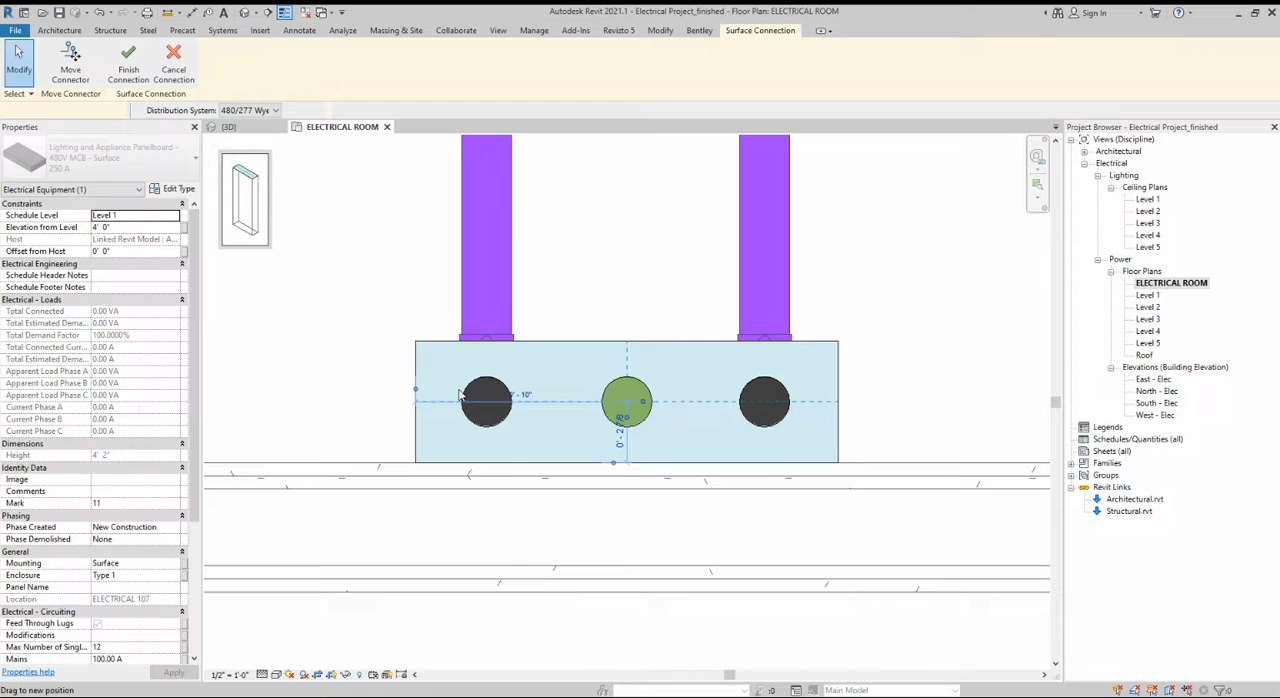 Autodesk Revit 2021.1 - Electrical Project_finished - Floor Plan: ELECTRICAL ROOM
Sign In
File Architecture Structure Steel Precast Systems Insert Annotate Analyze Massing & Site Collaborate View Manage Add-Ins Revizto 5 Modify Bentley Surface Connection
Modify
Move Connector
Finish Connection
Cancel Connection
Select
Move Connector
Surface Connection
Distribution System: 480/277 Wye
Properties
(3D)
ELECTRICAL ROOM
Project Browser - Electrical Project_finished
Lighting and Appliance Panelboard -
480V MCB - Surface
250 A
Electrical Equipment (1)
Edit Type
Constraints
Schedule Level Level 1
Elevation from Level 4' 0"
Host Linked Revit Model : A...
Offset from Host 0' 0"
Electrical Engineering
Schedule Header Notes
Schedule Footer Notes
Electrical - Loads
Total Connected 0.00 VA
Total Estimated Dema... 0.00 VA
Total Demand Factor 100.0000%
Total Connected Curr... 0.00 A
Total Estimated Dema... 0.00 A
Apparent Load Phase A 0.00 VA
Apparent Load Phase B 0.00 VA
Apparent Load Phase C 0.00 VA
Current Phase A 0.00 A
Current Phase B 0.00 A
Current Phase C 0.00 A
Dimensions
Height 4' 2"
Identity Data
Image
Comments
Mark 11
Phasing
Phase Created New Construction
Phase Demolished None
General
Mounting Surface
Enclosure Type 1
Panel Name
Location ELECTRICAL 107
Electrical - Circuiting
Feed Through Lugs
Modifications
Max Number of Singl... 12
Mains 100.00 A
Properties help
Apply
Views (Discipline)
Architectural
Electrical
Lighting
Ceiling Plans
Level 1
Level 2
Level 3
Level 4
Level 5
Power
Floor Plans
ELECTRICAL ROOM
Level 1
Level 2
Level 3
Level 4
Level 5
Roof
Elevations (Building Elevation)
East - Elec
North - Elec
South - Elec
West - Elec
Legends
Schedules/Quantities (all)
Sheets (all)
Families
Groups
Revit Links
Architectural.rvt
Structural.rvt
1/2" = 1'-0"
Drag to new position
:0
Main Model
:0